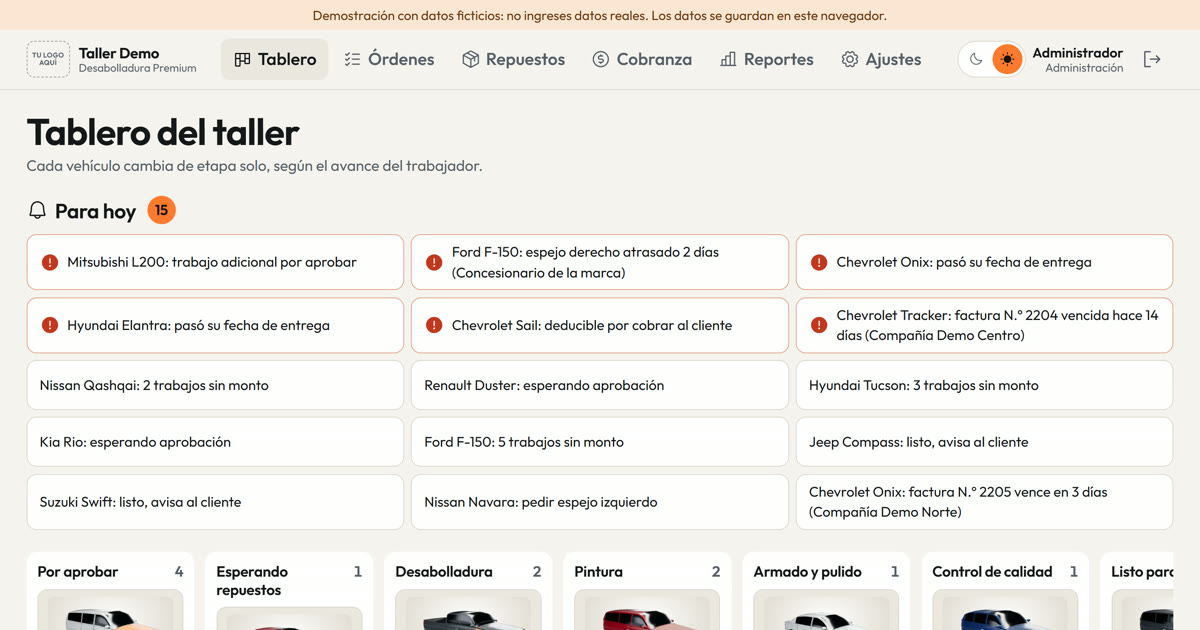 Demostración con datos ficticios: no ingreses datos reales. Los datos se guardan en este navegador.
TU LOGO
AQUÍ
Taller Demo
Desabolladura Premium
Tablero
Órdenes
Repuestos
Cobranza
Reportes
Ajustes
Administrador
Administración
Tablero del taller
Cada vehículo cambia de etapa solo, según el avance del trabajador.
Para hoy 15
Mitsubishi L200: trabajo adicional por aprobar
Ford F-150: espejo derecho atrasado 2 días
(Concesionario de la marca)
Chevrolet Onix: pasó su fecha de entrega
Hyundai Elantra: pasó su fecha de entrega
Chevrolet Sail: deducible por cobrar al cliente
Chevrolet Tracker: factura N.º 2204 vencida hace 14
días (Compañía Demo Centro)
Nissan Qashqai: 2 trabajos sin monto
Renault Duster: esperando aprobación
Hyundai Tucson: 3 trabajos sin monto
Kia Rio: esperando aprobación
Ford F-150: 5 trabajos sin monto
Jeep Compass: listo, avisa al cliente
Suzuki Swift: listo, avisa al cliente
Nissan Navara: pedir espejo izquierdo
Chevrolet Onix: factura N.º 2205 vence en 3 días
(Compañía Demo Norte)
Por aprobar 4
Esperando 1
repuestos
Desabolladura 2
Pintura 2
Armado y pulido 1
Control de calidad 1
Listo